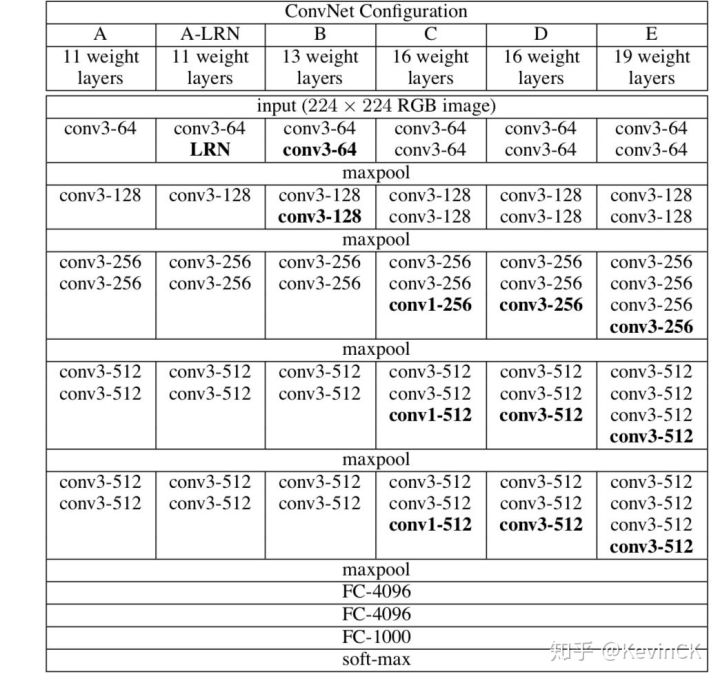 ConvNet Configuration
A A-LRN B C D E
11 weight layers 11 weight layers 13 weight layers 16 weight layers 16 weight layers 19 weight layers
input (224 × 224 RGB image)
conv3-64 conv3-64 conv3-64 conv3-64 conv3-64 conv3-64
LRN conv3-64 conv3-64 conv3-64 conv3-64
maxpool
conv3-128 conv3-128 conv3-128 conv3-128 conv3-128 conv3-128
conv3-128 conv3-128 conv3-128 conv3-128
maxpool
conv3-256 conv3-256 conv3-256 conv3-256 conv3-256 conv3-256
conv3-256 conv3-256 conv3-256 conv3-256 conv3-256 conv3-256
conv1-256 conv3-256 conv3-256
conv3-256
maxpool
conv3-512 conv3-512 conv3-512 conv3-512 conv3-512 conv3-512
conv3-512 conv3-512 conv3-512 conv3-512 conv3-512 conv3-512
conv1-512 conv3-512 conv3-512
conv3-512
maxpool
conv3-512 conv3-512 conv3-512 conv3-512 conv3-512 conv3-512
conv3-512 conv3-512 conv3-512 conv3-512 conv3-512 conv3-512
conv1-512 conv3-512 conv3-512
conv3-512
maxpool
FC-4096
FC-4096
FC-1000
soft-max
知乎 @KevinCK